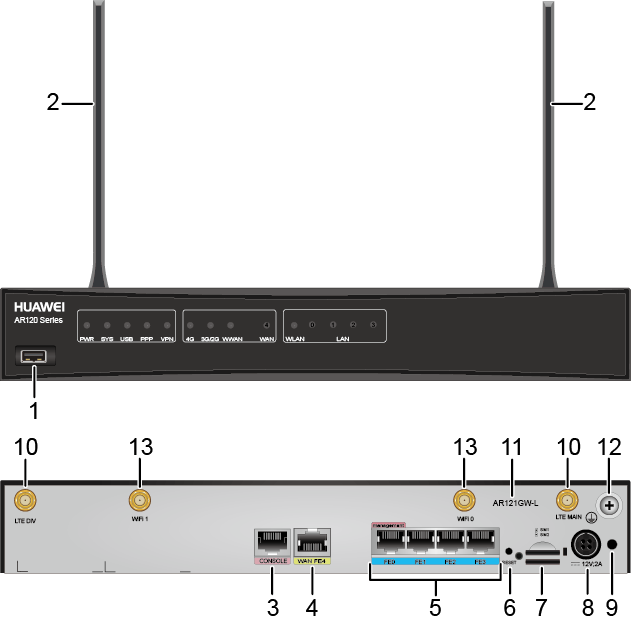 2 2
HUAWEI
AR120 Series
PWR SYS USB PPP VPN 4G 3G/2G WWAN 4 WAN WLAN 0 1 2 3 LAN
1
10 13 13 11 10 12
LTE DIV WIFI 1 WIFI 0 AR121GW-L LTE MAIN
Management
CONSOLE WAN FE4 FE0 FE1 FE2 FE3 RESET SIM1 SIM2 12V;2A
3 4 5 6 7 8 9